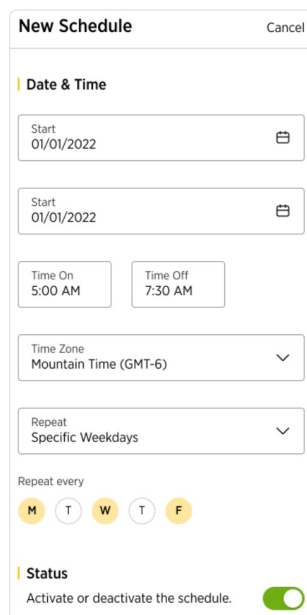 New Schedule Cancel
Date & Time
Start
01/01/2022
Start
01/01/2022
Time On Time Off
5:00 AM 7:30 AM
Time Zone
Mountain Time (GMT-6)
Repeat
Specific Weekdays
Repeat every
M T W T F
Status
Activate or deactivate the schedule.